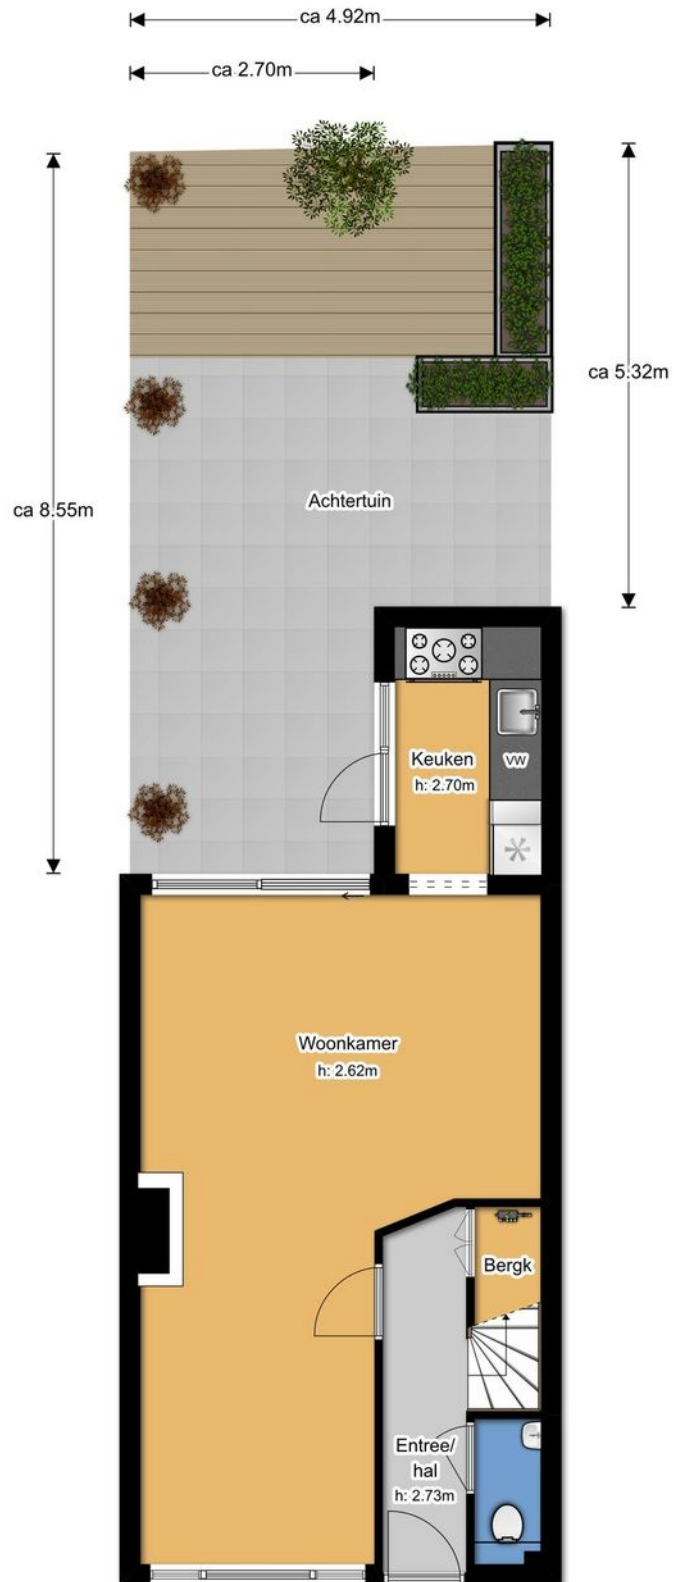 ca 4.92m
ca 2.70m
ca 5.32m
ca 8.55m
Achtertuin
Keuken
h: 2.70m
VW
Woonkamer
h: 2.62m
Bergk
Entree/
hal
h: 2.73m